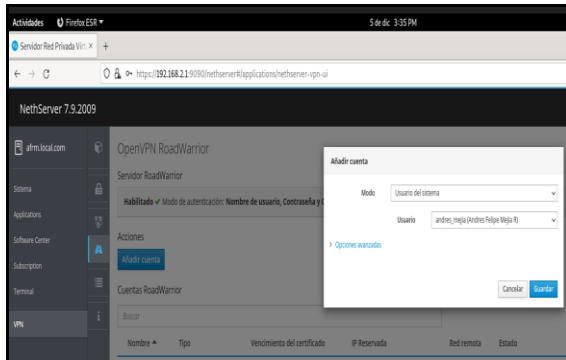 Actividades Firefox ESR 5 de dic 3:35 PM
Servidor Red Privada Virt × +
https://192.168.2.1:9090/nethserver#/applications/nethserver-vpn-ui
NethServer 7.9.2009
afrm.local.com
Sistema
Applications
Software Center
Subscription
Terminal
VPN
OpenVPN RoadWarrior
Servidor RoadWarrior
Habilitado ✓ Modo de autenticación: Nombre de usuario, Contraseña y C
Acciones
Añadir cuenta
Cuentas RoadWarrior
Buscar
Nombre Tipo Vencimiento del certificado IP Reservada Red remota Estado
Añadir cuenta
Modo Usuario del sistema
Usuario andres_mejia (Andres Felipe Mejia R)
> Opciones avanzadas
Cancelar Guardar